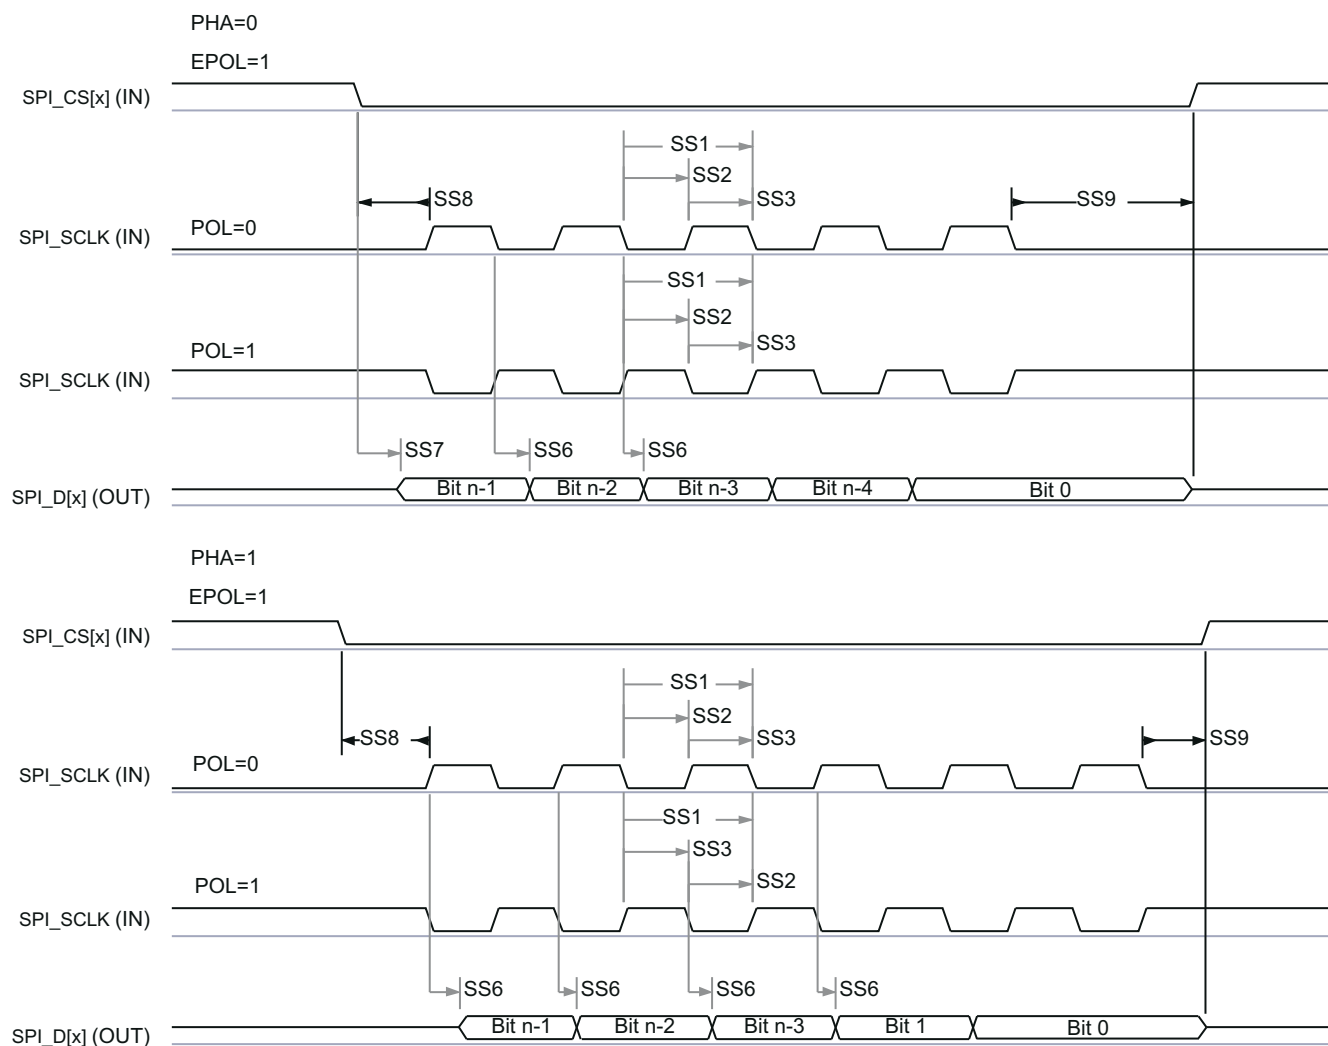 PHA=0
EPOL=1
SPI_CS[x] (IN)
SS1
SS2
SS8
SS3
SS9
POL=0
SPI_SCLK (IN)
SS1
SS2
SS3
POL=1
SPI_SCLK (IN)
SS7
SS6
SS6
SPI_D[x] (OUT)
Bit n-1
Bit n-2
Bit n-3
Bit n-4
Bit 0
PHA=1
EPOL=1
SPI_CS[x] (IN)
SS1
SS2
SS8
SS3
SS9
POL=0
SPI_SCLK (IN)
SS1
SS3
SS2
POL=1
SPI_SCLK (IN)
SS6
SS6
SS6
SS6
SPI_D[x] (OUT)
Bit n-1
Bit n-2
Bit n-3
Bit 1
Bit 0